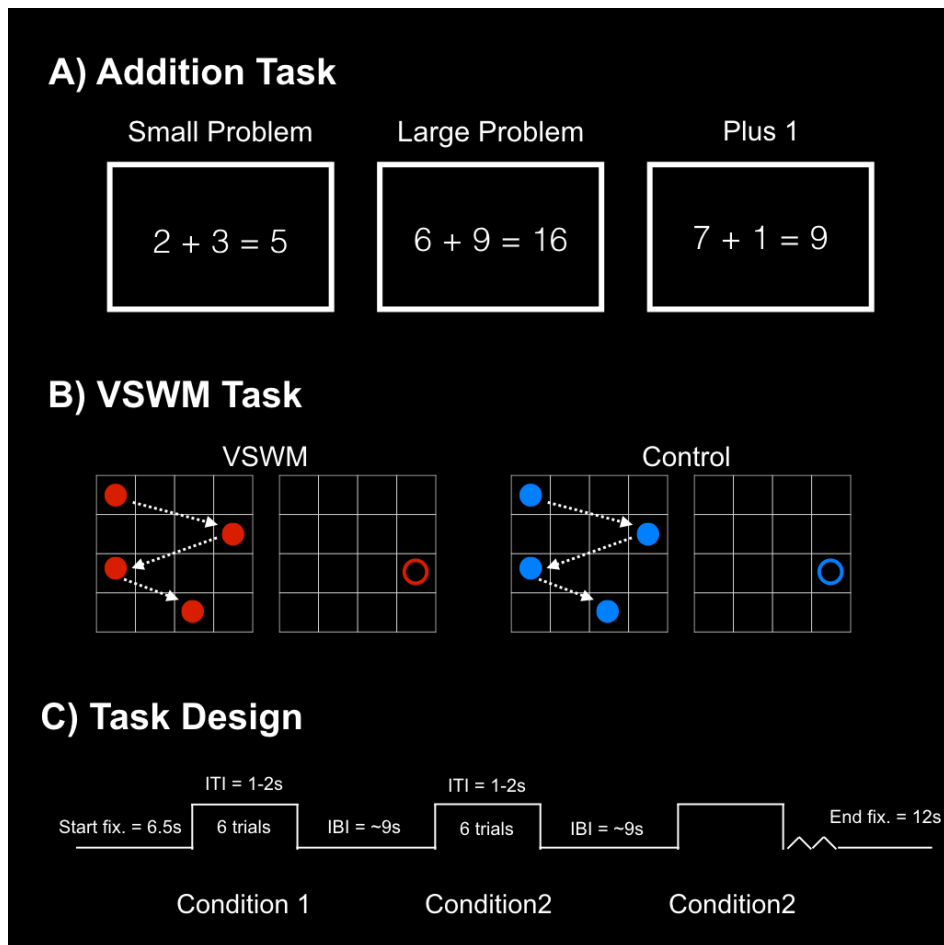 A) Addition Task
Small Problem
Large Problem
Plus 1
2 + 3 = 5
6 + 9 = 16
7 + 1 = 9
B) VSWM Task
VSWM
Control
C) Task Design
ITI = 1-2s
ITI = 1-2s
Start fix. = 6.5s
6 trials
IBI = ~9s
6 trials
IBI = ~9s
End fix. = 12s
Condition 1
Condition2
Condition2